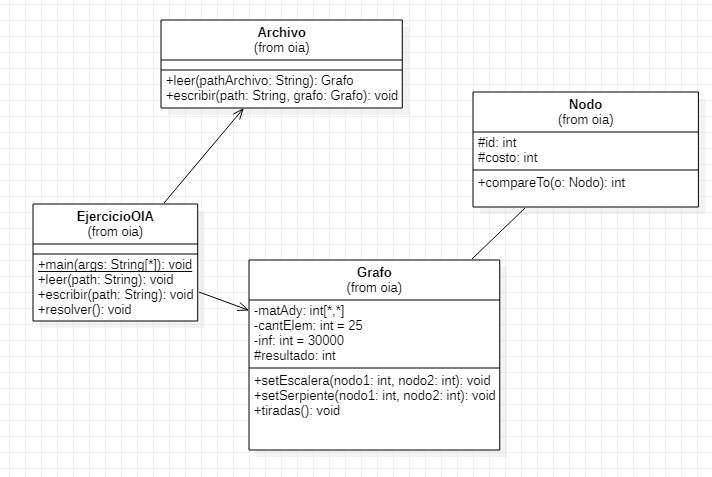 Archivo
(from oia)
+leer(pathArchivo: String): Grafo
+escribir(path: String, grafo: Grafo): void
Nodo
(from oia)
#id: int
#costo: int
+compareTo(o: Nodo): int
EjercicioOIA
(from oia)
+main(args: String[*]): void
+leer(path: String): void
+escribir(path: String): void
+resolver(): void
Grafo
(from oia)
-matAdy: int[*,*]
-cantElem: int = 25
-inf: int = 30000
#resultado: int
+setEscalera(nodo1: int, nodo2: int): void
+setSerpiente(nodo1: int, nodo2: int): void
+tiradas(): void